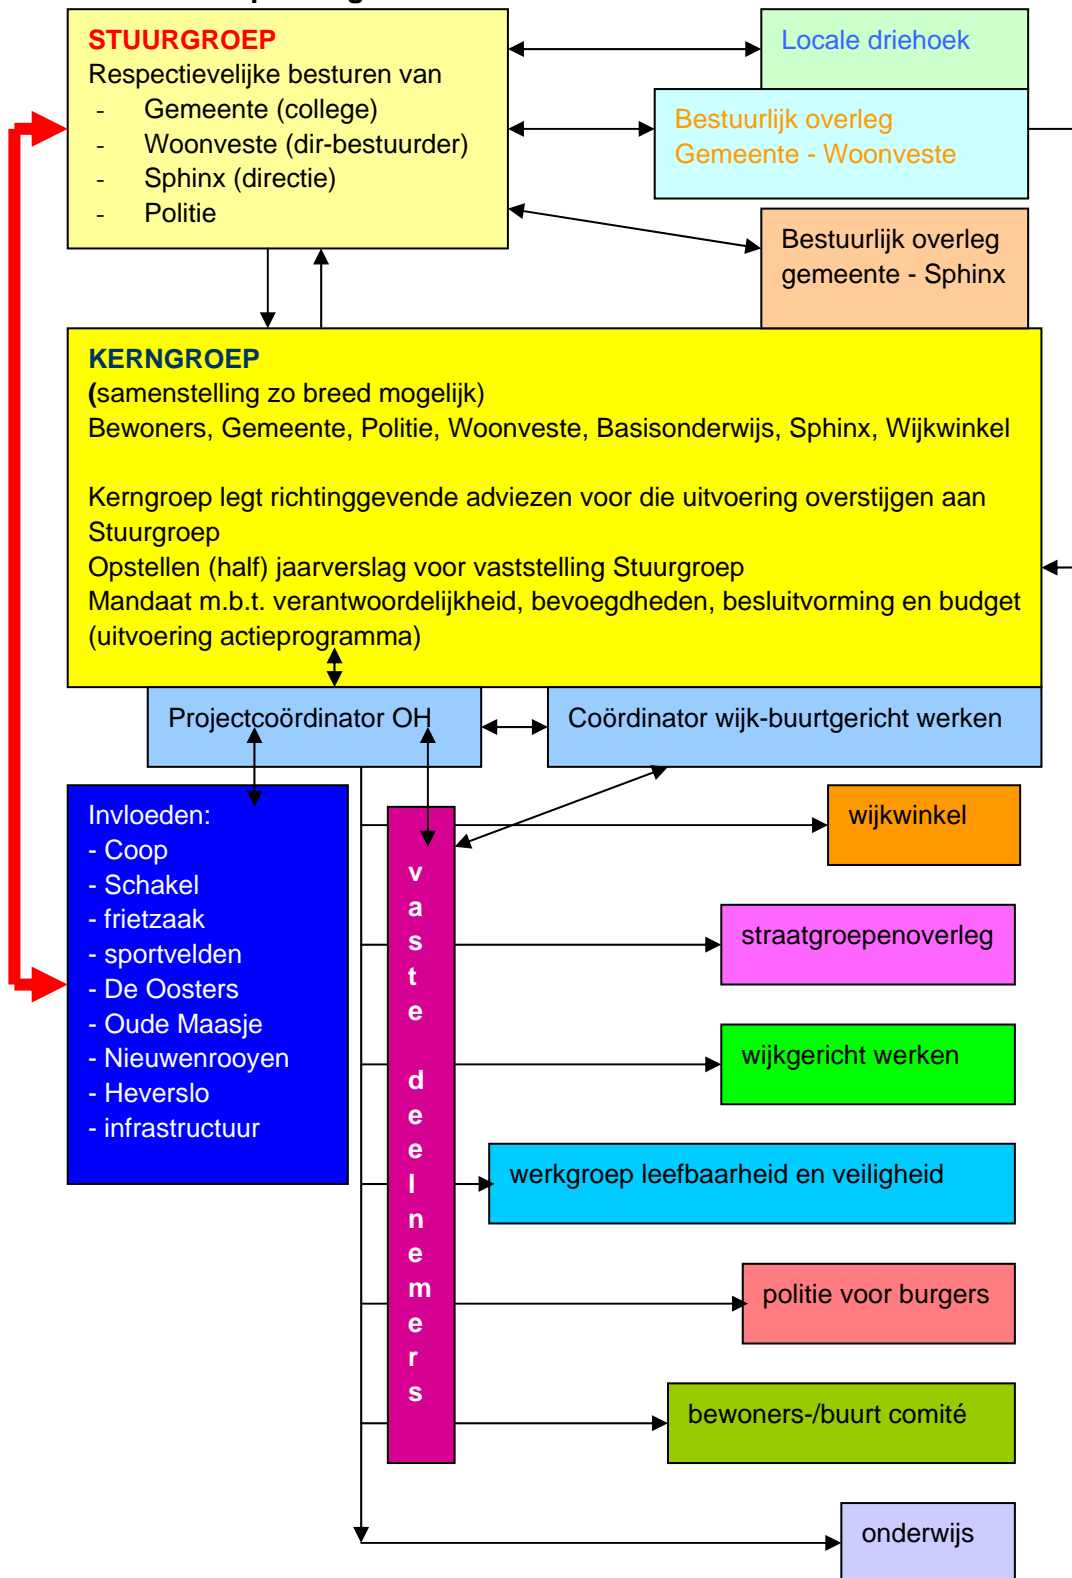 STUURGROEP
Respectievelijke besturen van
- Gemeente (college)
- Woonveste (dir-bestuurder)
- Sphinx (directie)
- Politie
Locale driehoek
Bestuurlijk overleg
Gemeente - Woonveste
Bestuurlijk overleg
gemeente - Sphinx
KERNGROEP
(samenstelling zo breed mogelijk)
Bewoners, Gemeente, Politie, Woonveste, Basisonderwijs, Sphinx, Wijkwinkel
Kerngroep legt richtinggevende adviezen voor die uitvoering overstijgen aan
Stuurgroep
Opstellen (half) jaarverslag voor vaststelling Stuurgroep
Mandaat m.b.t. verantwoordelijkheid, bevoegdheden, besluitvorming en budget
(uitvoering actieprogramma)
Projectcoördinator OH
Coördinator wijk-buurtgericht werken
Invloeden:
- Coop
- Schakel
- frietzaak
- sportvelden
- De Oosters
- Oude Maasje
- Nieuwenrooyen
- Heverslo
- infrastructuur
vaste deelnemers
wijkwinkel
straatgroepenoverleg
wijkgericht werken
werkgroep leefbaarheid en veiligheid
politie voor burgers
bewoners-/buurt comité
onderwijs